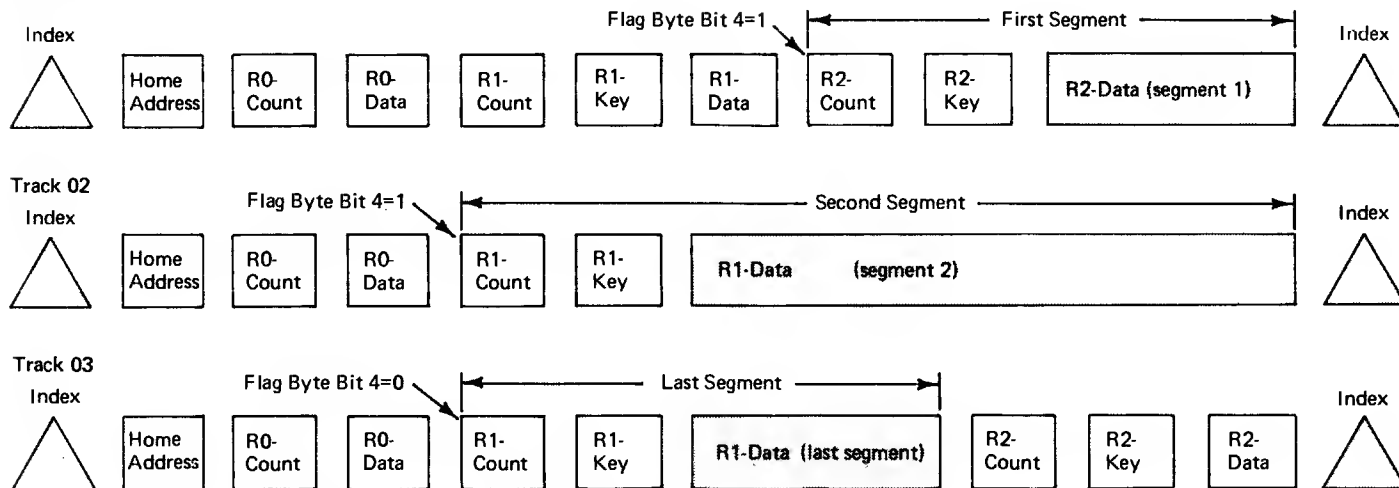 Flag Byte Bit 4=1
First Segment
Index
Index
Home
Address
R0-
Count
R0-
Data
R1-
Count
R1-
Key
R1-
Data
R2-
Count
R2-
Key
R2-Data (segment 1)
Track 02
Index
Flag Byte Bit 4=1
Second Segment
Index
Home
Address
R0-
Count
R0-
Data
R1-
Count
R1-
Key
R1-Data (segment 2)
Track 03
Index
Flag Byte Bit 4=0
Last Segment
Index
Home
Address
R0-
Count
R0-
Data
R1-
Count
R1-
Key
R1-Data (last segment)
R2-
Count
R2-
Key
R2-
Data